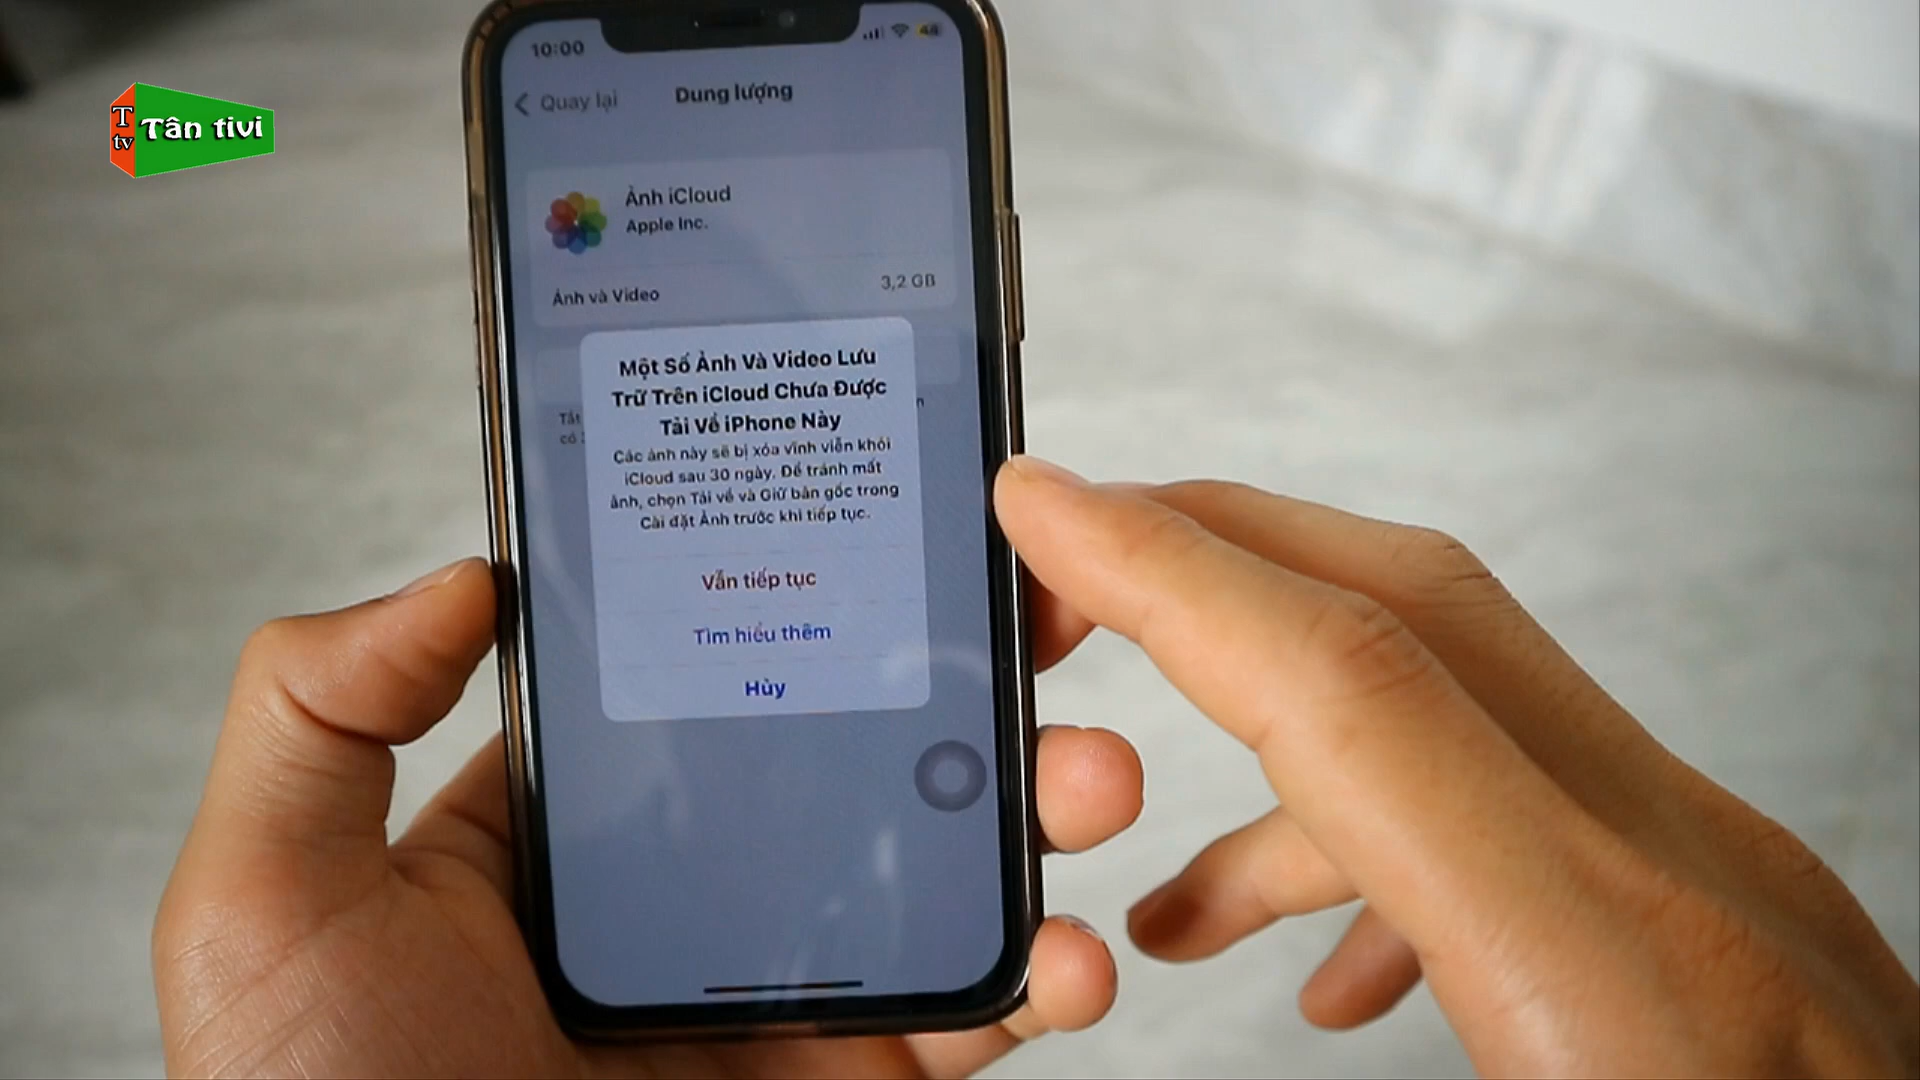 T
tv
Tân tivi
10:00
48
Quay lại
Dung lượng
Ảnh iCloud
Apple Inc.
Ảnh và Video
3,2 GB
Một Số Ảnh Và Video Lưu
Trữ Trên iCloud Chưa Được
Tải Về iPhone Này
Các ảnh này sẽ bị xóa vĩnh viễn khỏi
iCloud sau 30 ngày. Để tránh mất
ảnh, chọn Tải về và Giữ bản gốc trong
Cài đặt Ảnh trước khi tiếp tục.
Tắt
có
Vẫn tiếp tục
Tìm hiểu thêm
Hủy